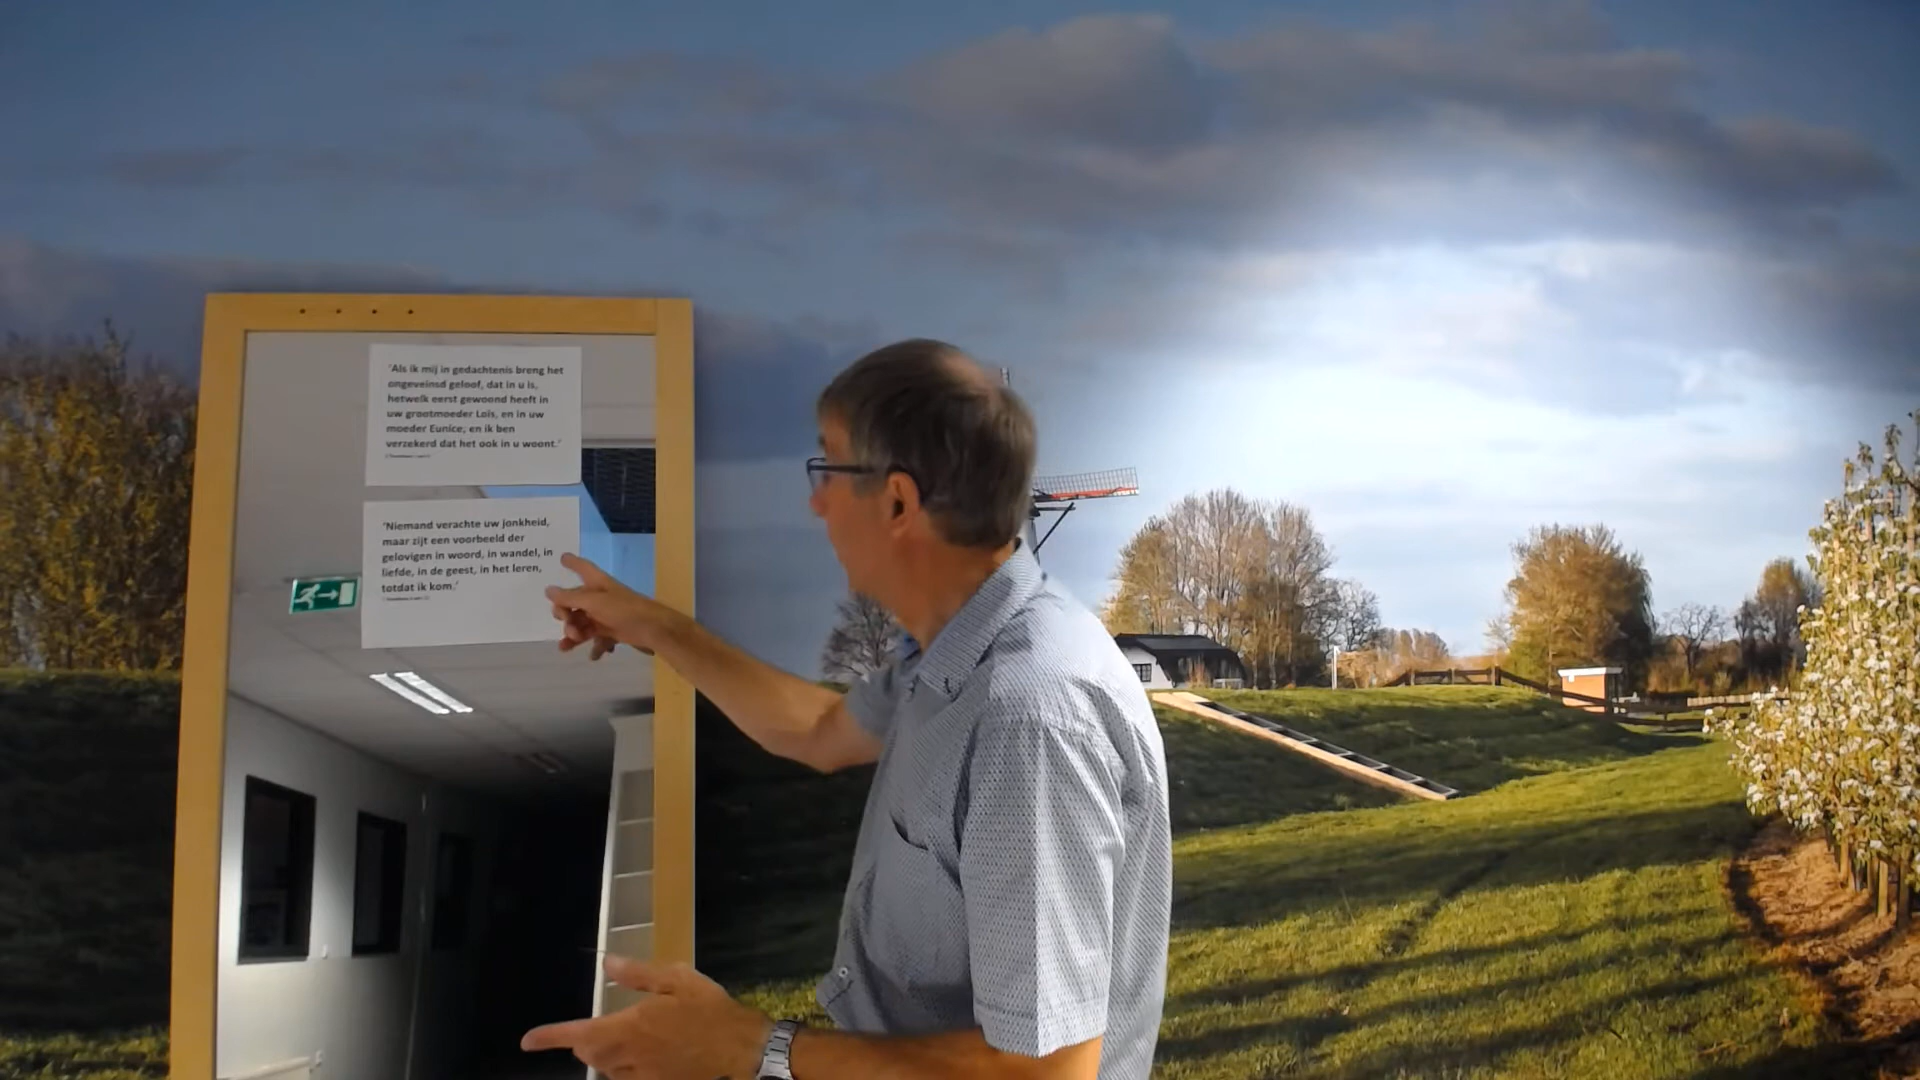 'Als ik mij in gedachtenis breng het
ongeveinsd geloof, dat in u is,
hetwelk eerst gewoond heeft in
uw grootmoeder Loïs, en in uw
moeder Eunice; en ik ben
verzekerd dat het ook in u woont.'
'Niemand verachte uw jonkheid,
maar zijt een voorbeeld der
gelovigen in woord, in wandel, in
liefde, in de geest, in het leren,
totdat ik kom.'